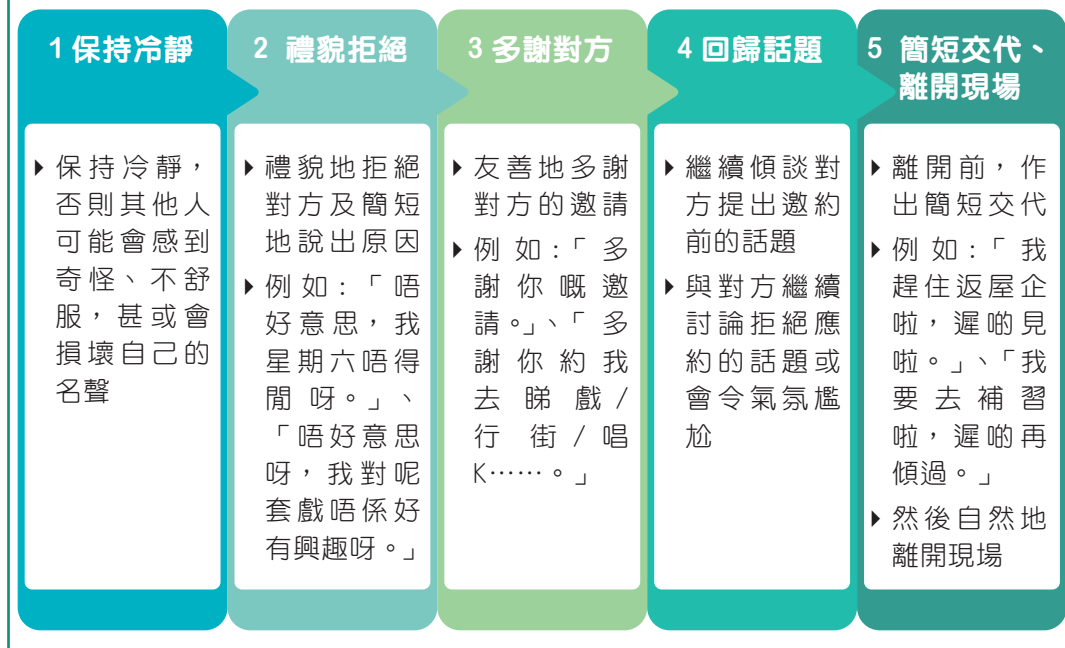 1 保持冷靜
▶ 保持冷靜，
否則其他人
可能會感到
奇怪、不舒
服，甚或會
損壞自己的
名聲
2 禮貌拒絕
▶ 禮貌地拒絕
對方及簡短
地說出原因
▶ 例如：「唔
好意思，我
星期六唔得
閒呀。」、
「唔好意思
呀，我對呢
套戲唔係好
有興趣呀。」
3 多謝對方
▶ 友善地多謝
對方的邀請
▶ 例如：「多
謝你嘅邀
請。」、「多
謝你約我
去睇戲/
行街/唱
K……。」
4 回歸話題
▶ 繼續傾談對
方提出邀約
前的話題
▶ 與對方繼續
討論拒絕應
約的話題或
會令氣氛尷
尬
5 簡短交代、
離開現場
▶ 離開前，作
出簡短交代
▶ 例如：「我
趕住返屋企
啦，遲啲見
啦。」、「我
要去補習
啦，遲啲再
傾過。」
▶ 然後自然地
離開現場